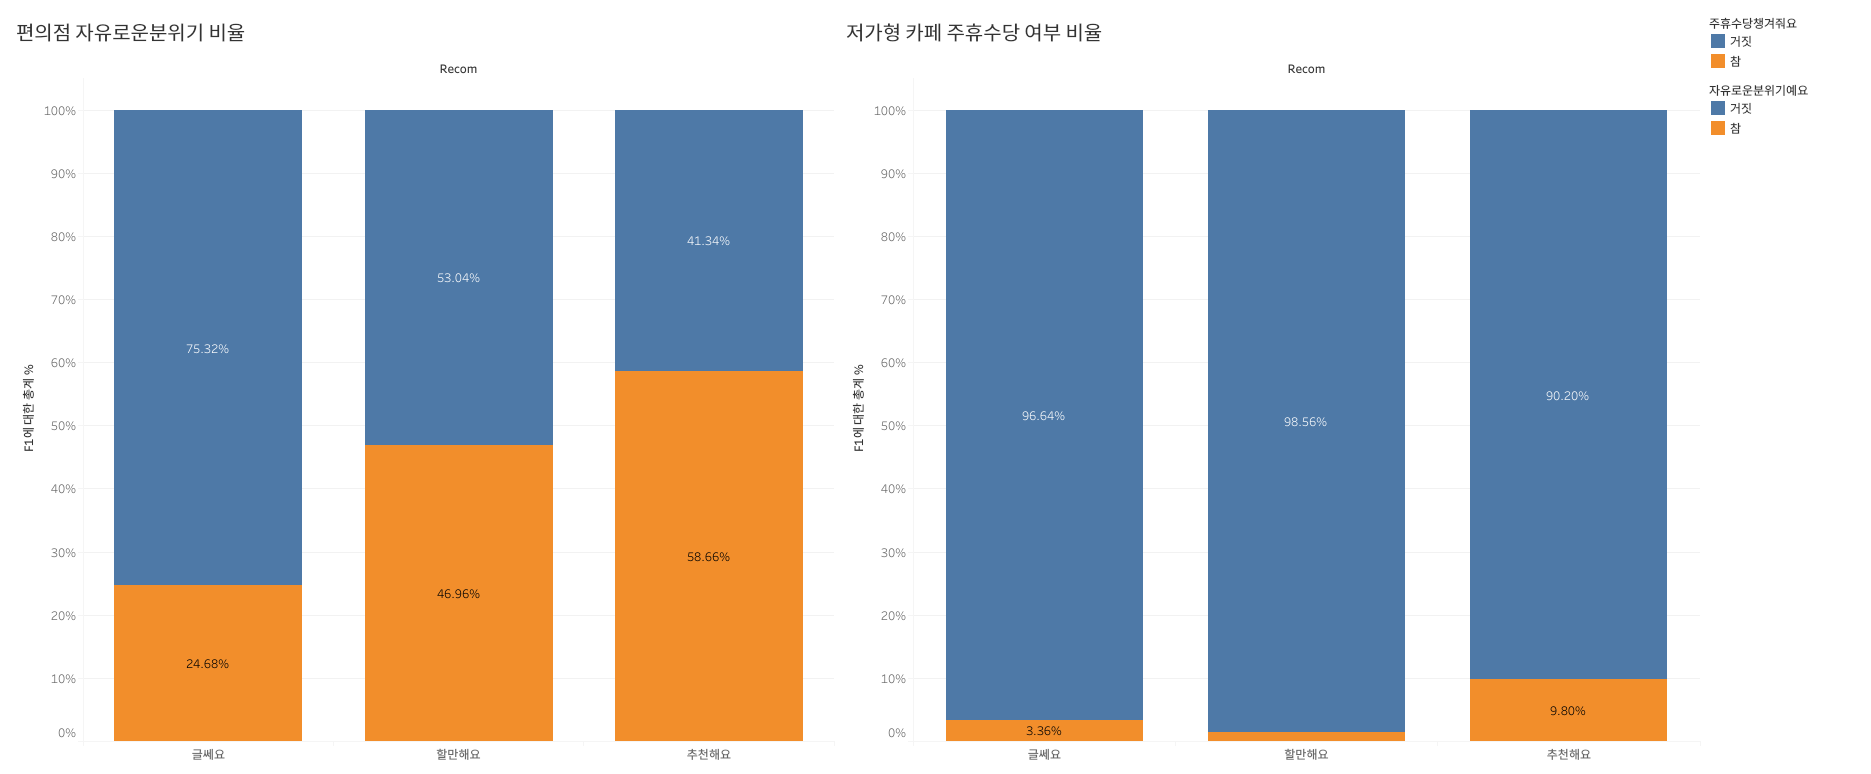 편의점 자유로운분위기 비율
Recom
100%
90%
80%
70%
60%
50%
40%
30%
20%
10%
0%
F1에 대한 총계 %
75.32%
24.68%
53.04%
46.96%
41.34%
58.66%
글쎄요
할만해요
추천해요
저가형 카페 주휴수당 여부 비율
Recom
100%
90%
80%
70%
60%
50%
40%
30%
20%
10%
0%
F1에 대한 총계 %
96.64%
3.36%
98.56%
90.20%
9.80%
글쎄요
할만해요
추천해요
주휴수당챙겨줘요
거짓
참
자유로운분위기예요
거짓
참